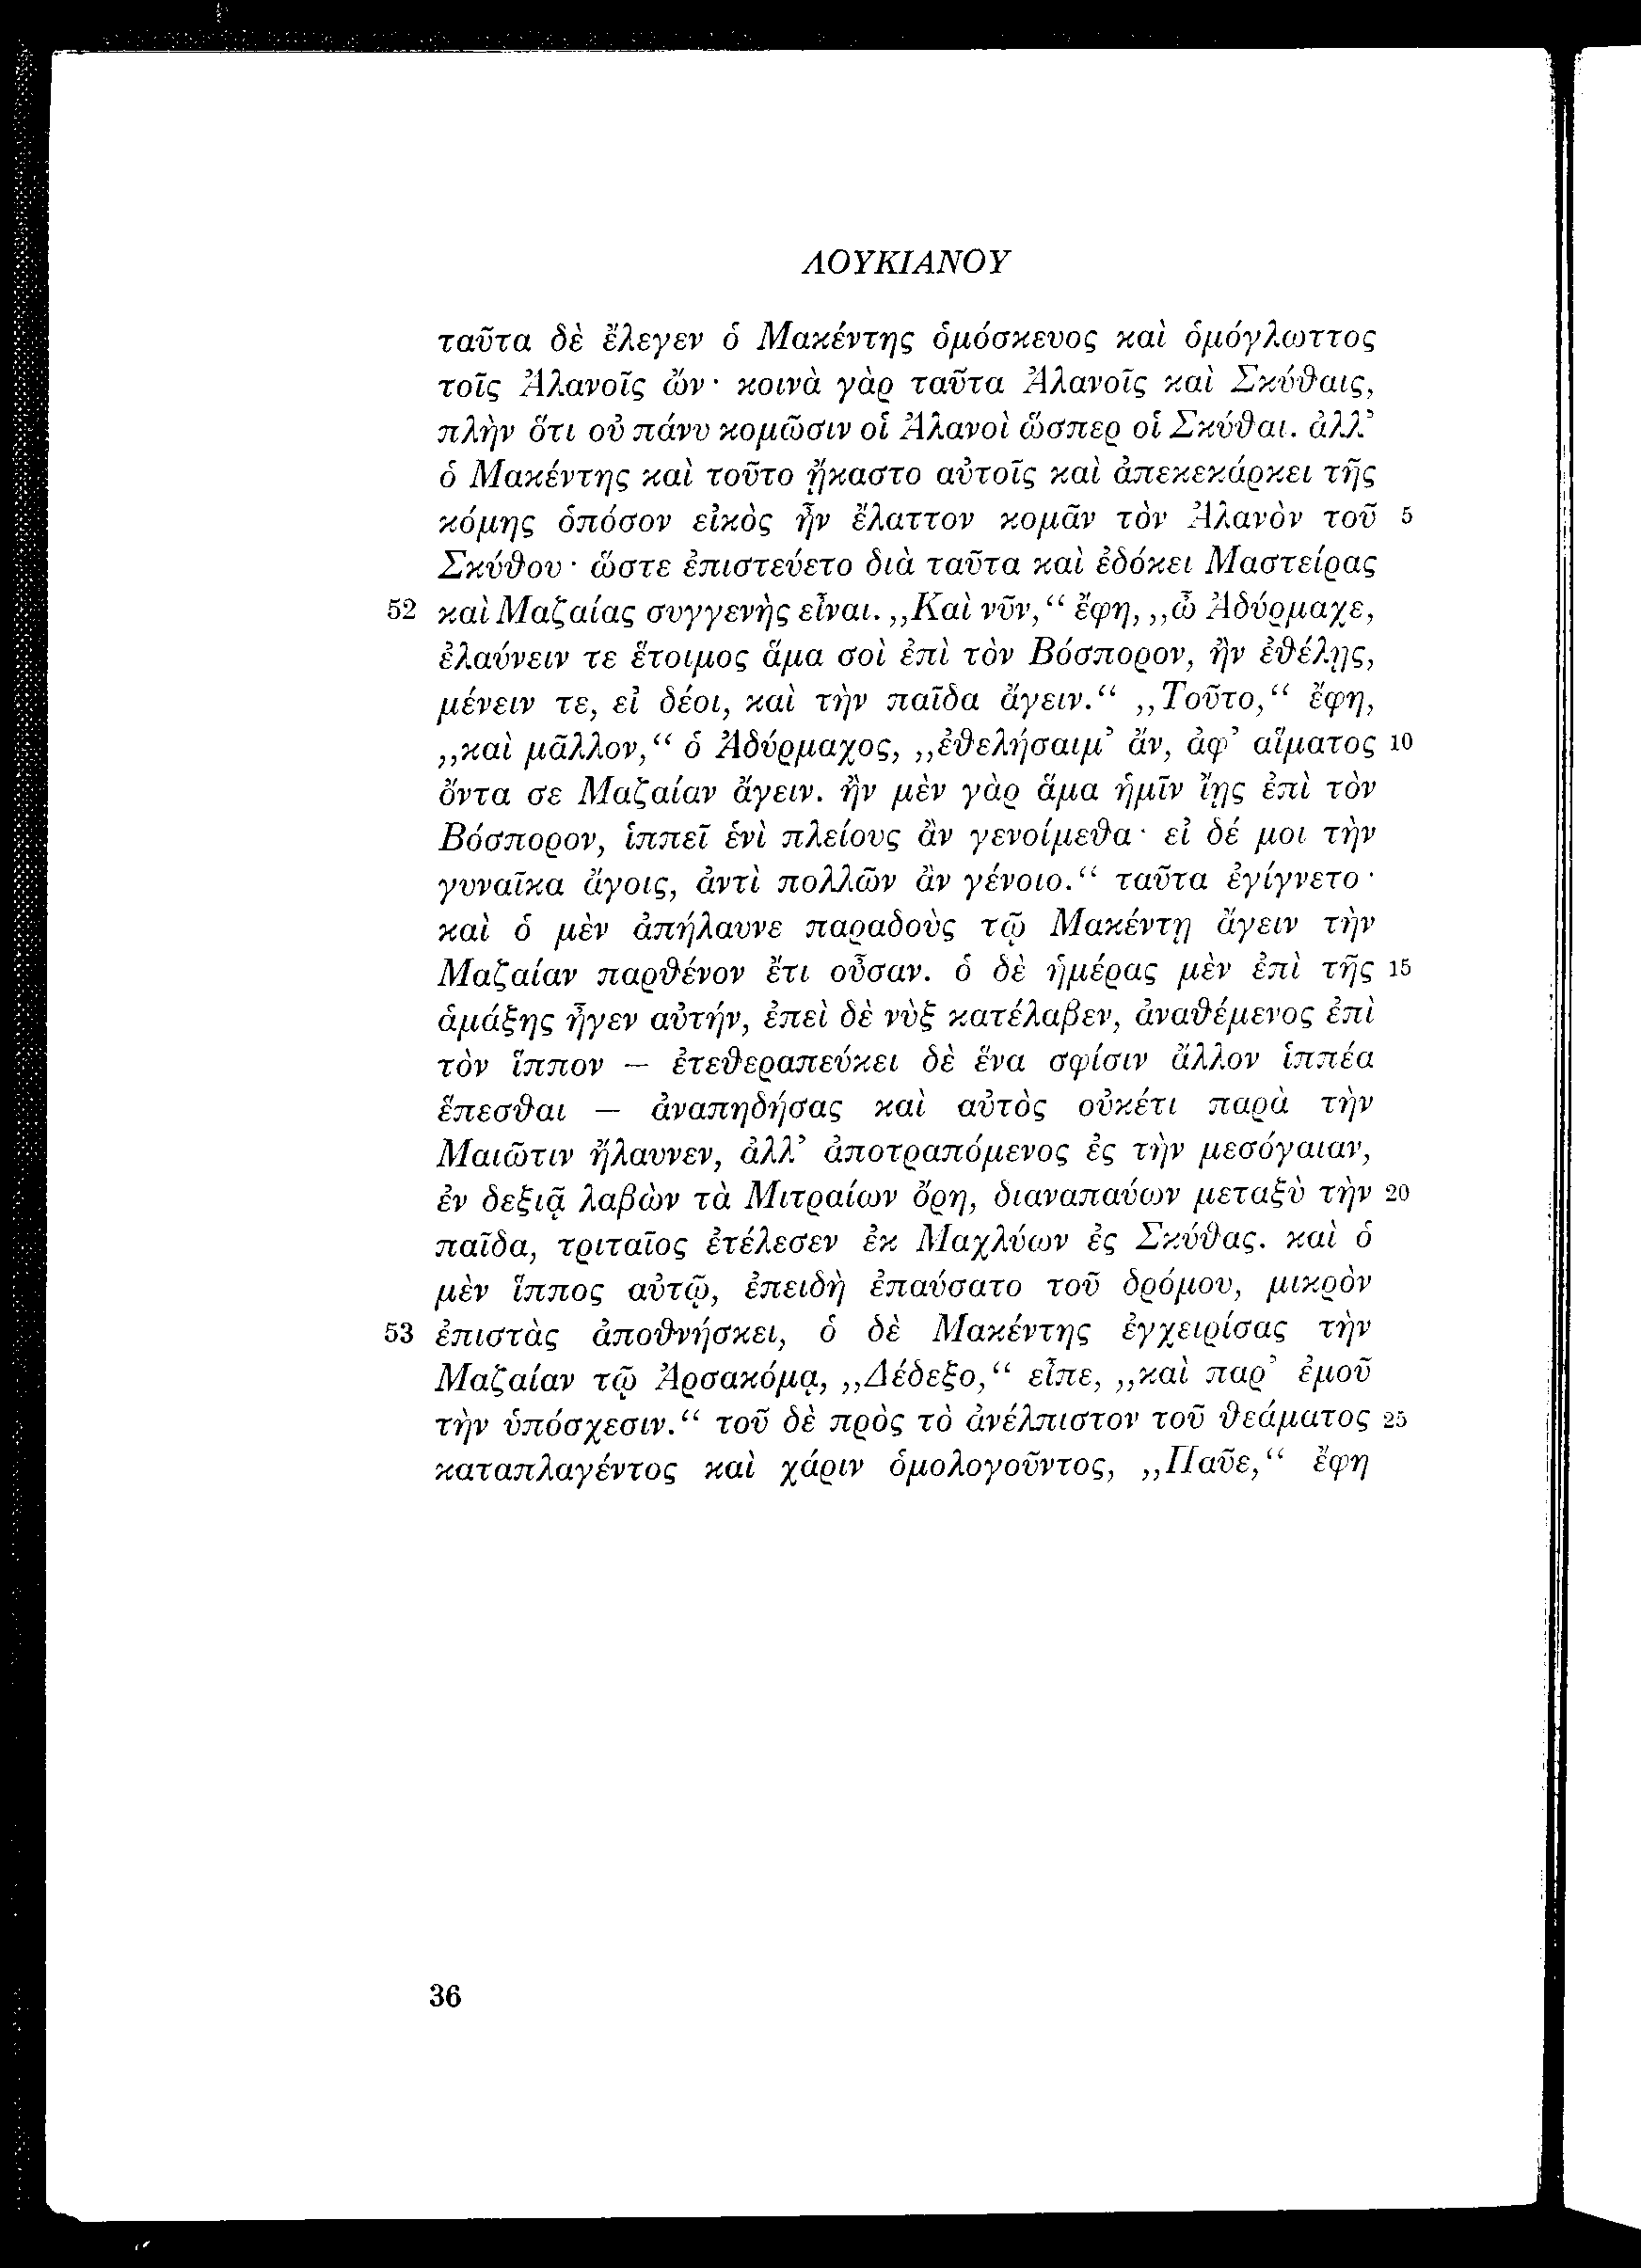 ΛΟΥΚΙΑΝΟΥ
ταῦτα δὲ ἔλεγεν ὁ Μακέντης ὁμόσκευος καὶ ὁμόγλωττος
τοῖς Ἀλανοῖς ὤν· κοινὰ γὰρ ταῦτα Ἀλανοῖς καὶ Σκύθαις,
πλὴν ὅτι οὐ πάνυ κομῶσιν οἱ Ἀλανοὶ ὥσπερ οἱ Σκύθαι. ἀλλ’
ὁ Μακέντης καὶ τοῦτο ᾔκαστο αὐτοῖς καὶ ἀπεκεκάρκει τῆς
κόμης ὁπόσον εἰκὸς ἦν ἔλαττον κομᾶν τὸν Ἀλανὸν τοῦ 5
Σκύθου· ὥστε ἐπιστεύετο διὰ ταῦτα καὶ ἐδόκει Μαστείρας
52 καὶ Μαζαίας συγγενὴς εἶναι. „Καὶ νῦν,“ ἔφη, „ὦ Ἀδύρμαχε,
ἐλαύνειν τε ἕτοιμος ἅμα σοὶ ἐπὶ τὸν Βόσπορον, ἢν ἐθέλῃς,
μένειν τε, εἰ δέοι, καὶ τὴν παῖδα ἄγειν.“ „Τοῦτο,“ ἔφη,
„καὶ μᾶλλον,“ ὁ Ἀδύρμαχος, „ἐθελήσαιμ’ ἄν, ἀφ’ αἵματος 10
ὄντα σε Μαζαίαν ἄγειν. ἢν μὲν γὰρ ἅμα ἡμῖν ἴῃς ἐπὶ τὸν
Βόσπορον, ἱππεῖ ἑνὶ πλείους ἂν γενοίμεθα· εἰ δέ μοι τὴν
γυναῖκα ἄγοις, ἀντὶ πολλῶν ἂν γένοιο.“ ταῦτα ἐγίγνετο·
καὶ ὁ μὲν ἀπήλαυνε παραδοὺς τῷ Μακέντῃ ἄγειν τὴν
Μαζαίαν παρθένον ἔτι οὖσαν. ὁ δὲ ἡμέρας μὲν ἐπὶ τῆς 15
ἁμάξης ἦγεν αὐτήν, ἐπεὶ δὲ νὺξ κατέλαβεν, ἀναθέμενος ἐπὶ
τὸν ἵππον – ἐτεθεραπεύκει δὲ ἕνα σφίσιν ἄλλον ἱππέα
ἕπεσθαι – ἀναπηδήσας καὶ αὐτὸς οὐκέτι παρὰ τὴν
Μαιῶτιν ἤλαυνεν, ἀλλ’ ἀποτραπόμενος ἐς τὴν μεσόγαιαν,
ἐν δεξιᾷ λαβὼν τὰ Μιτραίων ὄρη, διαναπαύων μεταξὺ τὴν 20
παῖδα, τριταῖος ἐτέλεσεν ἐκ Μαχλύων ἐς Σκύθας. καὶ ὁ
μὲν ἵππος αὐτῷ, ἐπειδὴ ἐπαύσατο τοῦ δρόμου, μικρὸν
53 ἐπιστὰς ἀποθνήσκει, ὁ δὲ Μακέντης ἐγχειρίσας τὴν
Μαζαίαν τῷ Ἀρσακόμᾳ, „Δέδεξο,“ εἶπε, „καὶ παρ’ ἐμοῦ
τὴν ὑπόσχεσιν.“ τοῦ δὲ πρὸς τὸ ἀνέλπιστον τοῦ θεάματος 25
καταπλαγέντος καὶ χάριν ὁμολογοῦντος, „Παῦε,“ ἔφη
36